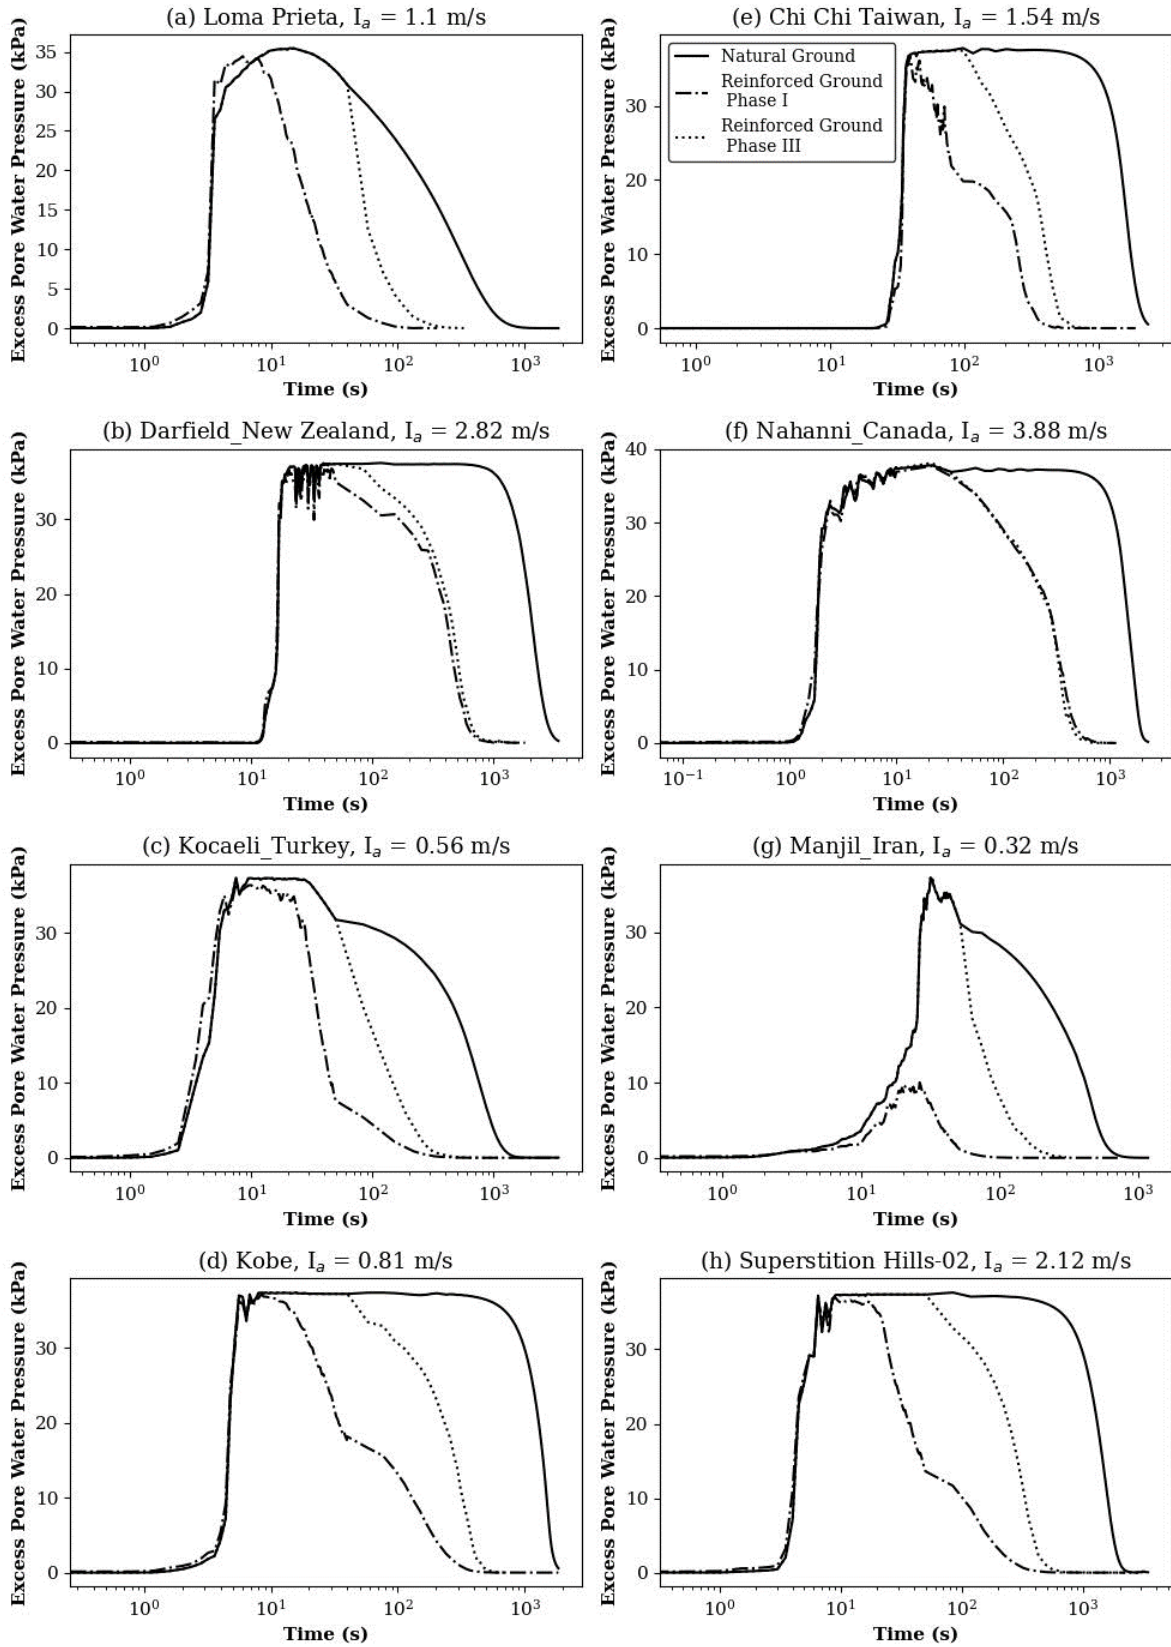 (a) Loma Prieta, Iₐ = 1.1 m/s
Excess Pore Water Pressure (kPa)
35
30
25
20
15
10
5
0
10⁰
10¹
10²
10³
Time (s)
(e) Chi Chi Taiwan, Iₐ = 1.54 m/s
Excess Pore Water Pressure (kPa)
Natural Ground
Reinforced Ground
Phase I
Reinforced Ground
Phase III
30
20
10
0
10⁰
10¹
10²
10³
Time (s)
(b) Darfield_New Zealand, Iₐ = 2.82 m/s
Excess Pore Water Pressure (kPa)
30
20
10
0
10⁰
10¹
10²
10³
Time (s)
(f) Nahanni_Canada, Iₐ = 3.88 m/s
Excess Pore Water Pressure (kPa)
40
30
20
10
0
10⁻¹
10⁰
10¹
10²
10³
Time (s)
(c) Kocaeli_Turkey, Iₐ = 0.56 m/s
Excess Pore Water Pressure (kPa)
30
20
10
0
10⁰
10¹
10²
10³
Time (s)
(g) Manjil_Iran, Iₐ = 0.32 m/s
Excess Pore Water Pressure (kPa)
30
20
10
0
10⁰
10¹
10²
10³
Time (s)
(d) Kobe, Iₐ = 0.81 m/s
Excess Pore Water Pressure (kPa)
30
20
10
0
10⁰
10¹
10²
10³
Time (s)
(h) Superstition Hills-02, Iₐ = 2.12 m/s
Excess Pore Water Pressure (kPa)
30
20
10
0
10⁰
10¹
10²
10³
Time (s)